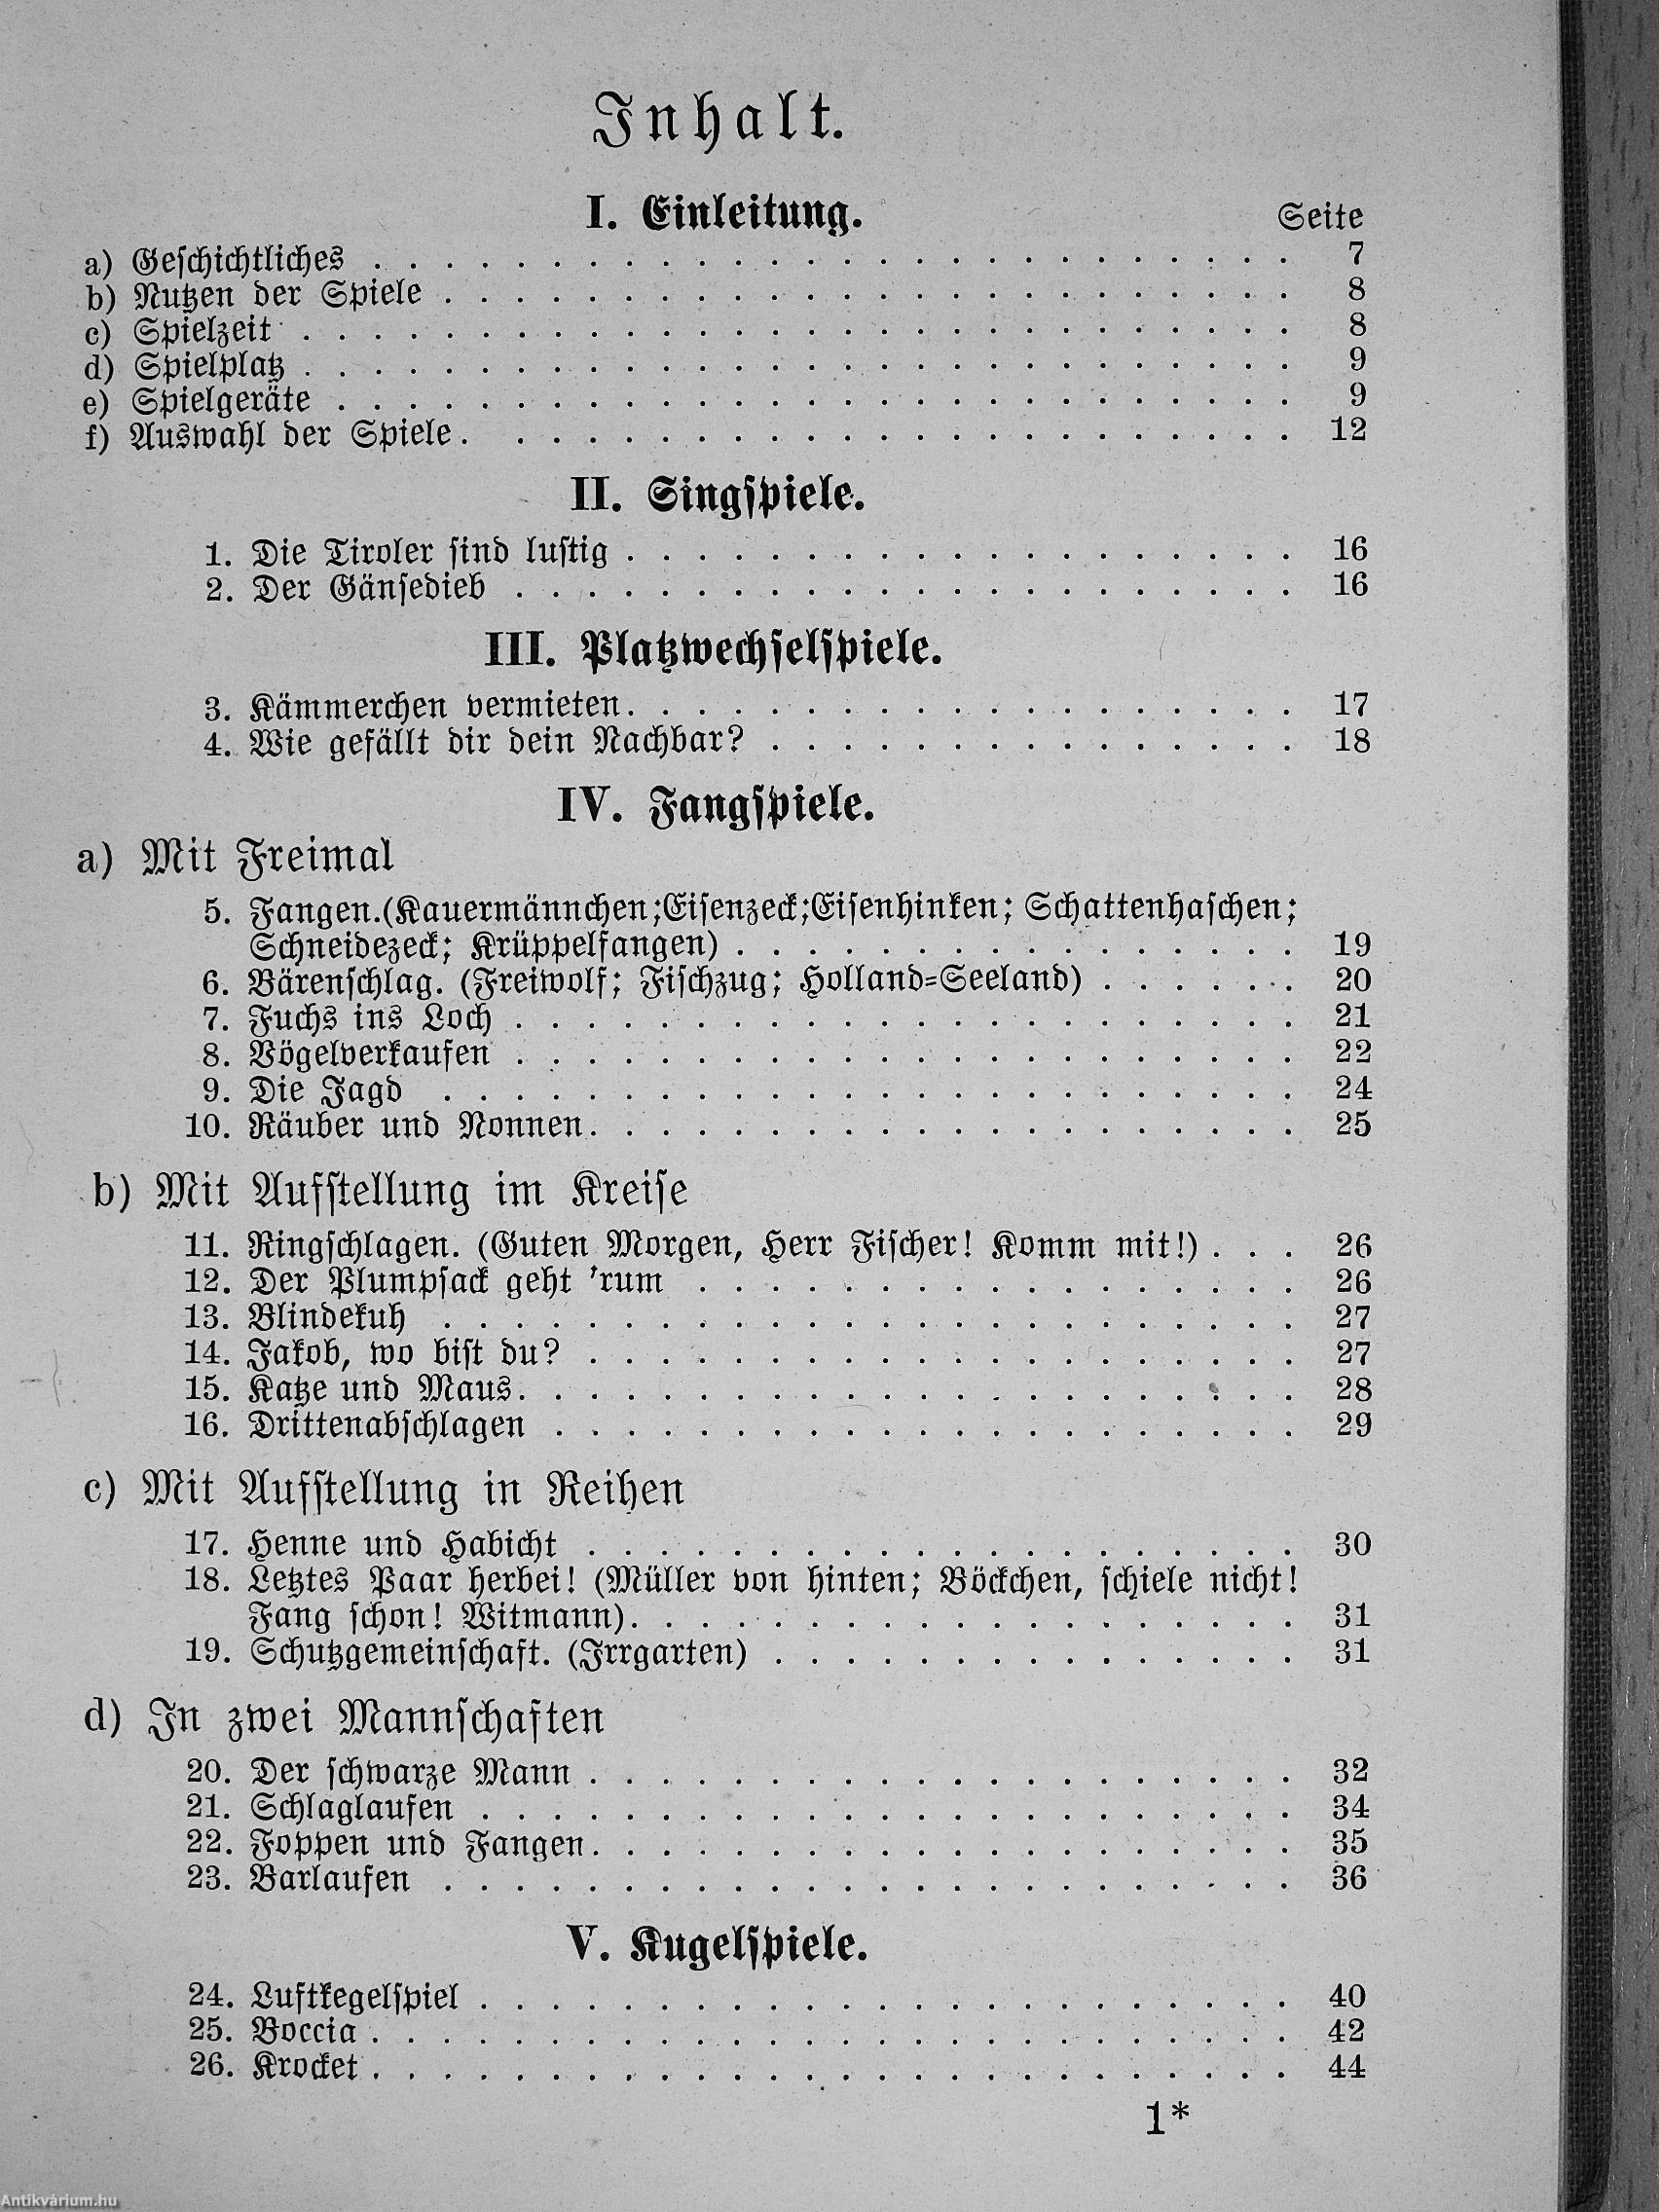 Inhalt.
I. Einleitung.
Seite
a) Geschichtliches . . . . . . . . . . . . . . . . . . . . . . . . . . 7
b) Nutzen der Spiele . . . . . . . . . . . . . . . . . . . . . . . . 8
c) Spielzeit . . . . . . . . . . . . . . . . . . . . . . . . . . . . 8
d) Spielplatz . . . . . . . . . . . . . . . . . . . . . . . . . . . . 9
e) Spielgeräte . . . . . . . . . . . . . . . . . . . . . . . . . . . 9
f) Auswahl der Spiele . . . . . . . . . . . . . . . . . . . . . . . 12
II. Singspiele.
1. Die Tiroler sind lustig . . . . . . . . . . . . . . . . . . . 16
2. Der Gänsedieb . . . . . . . . . . . . . . . . . . . . . . 16
III. Platzwechselspiele.
3. Kämmerchen vermieten . . . . . . . . . . . . . . . . . . . 17
4. Wie gefällt dir dein Nachbar? . . . . . . . . . . . . . . . 18
IV. Fangspiele.
a) Mit Freimal
5. Fangen. (Kauermännchen; Eisenzeck; Eisenhinken; Schattenhaschen;
Schneidezeck; Krüppelfangen) . . . . . . . . . . . . . . . . 19
6. Bärenschlag. (Freiwolf; Fischzug; Holland-Seeland) . . . . . . 20
7. Fuchs ins Loch . . . . . . . . . . . . . . . . . . . . . . 21
8. Vögelverkaufen . . . . . . . . . . . . . . . . . . . . . . 22
9. Die Jagd . . . . . . . . . . . . . . . . . . . . . . . . 24
10. Räuber und Nonnen . . . . . . . . . . . . . . . . . . . . 25
b) Mit Aufstellung im Kreise
11. Ringschlagen. (Guten Morgen, Herr Fischer! Komm mit!) . . . 26
12. Der Plumpsack geht 'rum . . . . . . . . . . . . . . . . . 26
13. Blindekuh . . . . . . . . . . . . . . . . . . . . . . . . 27
14. Jakob, wo bist du? . . . . . . . . . . . . . . . . . . . . 27
15. Katze und Maus . . . . . . . . . . . . . . . . . . . . . . 28
16. Drittenabschlagen . . . . . . . . . . . . . . . . . . . . . 29
c) Mit Aufstellung in Reihen
17. Henne und Habicht . . . . . . . . . . . . . . . . . . . . 30
18. Letztes Paar herbei! (Müller von hinten; Böckchen, schiele nicht!
Fang schon! Witmann) . . . . . . . . . . . . . . . . . . . 31
19. Schutzgemeinschaft. (Irrgarten) . . . . . . . . . . . . . . . 31
d) In zwei Mannschaften
20. Der schwarze Mann . . . . . . . . . . . . . . . . . . . . 32
21. Schlaglaufen . . . . . . . . . . . . . . . . . . . . . . . 34
22. Foppen und Fangen . . . . . . . . . . . . . . . . . . . . 35
23. Barlaufen . . . . . . . . . . . . . . . . . . . . . . . . 36
V. Kugelspiele.
24. Luftkegelspiel . . . . . . . . . . . . . . . . . . . . . . . 40
25. Boccia . . . . . . . . . . . . . . . . . . . . . . . . . . 42
26. Krocket . . . . . . . . . . . . . . . . . . . . . . . . . . 44
1*
Antikvárium.hu